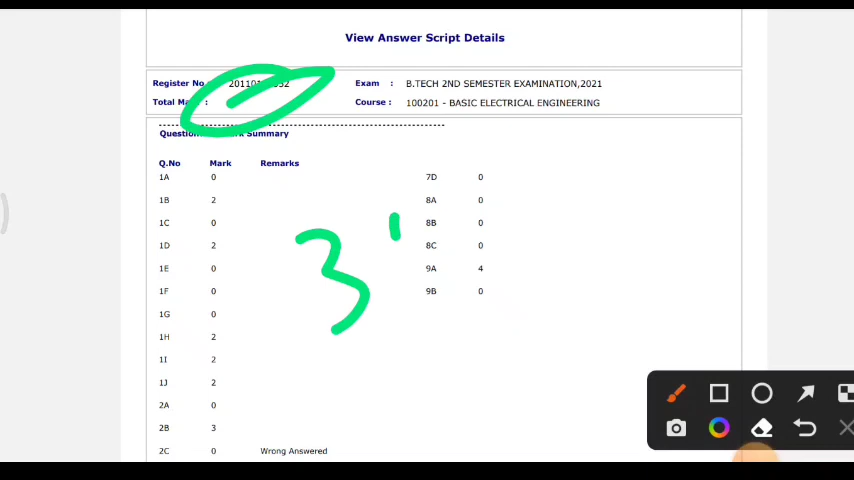 View Answer Script Details
Register No : Exam : B.TECH 2ND SEMESTER EXAMINATION,2021
Total : Course : 100201 - BASIC ELECTRICAL ENGINEERING
Summary
Q.No Mark Remarks
1A 0 7D 0
1B 2 8A 0
1C 0 8B 0
1D 2 8C 0
1E 0 9A 4
1F 0 9B 0
1G 0
1H 2
1I 2
1J 2
2A 0
2B 3
2C 0 Wrong Answered
3